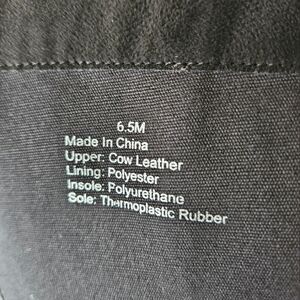 6.5M
Made In China
Upper: Cow Leather
Lining: Polyester
Insole: Polyurethane
Sole: Thermoplastic Rubber